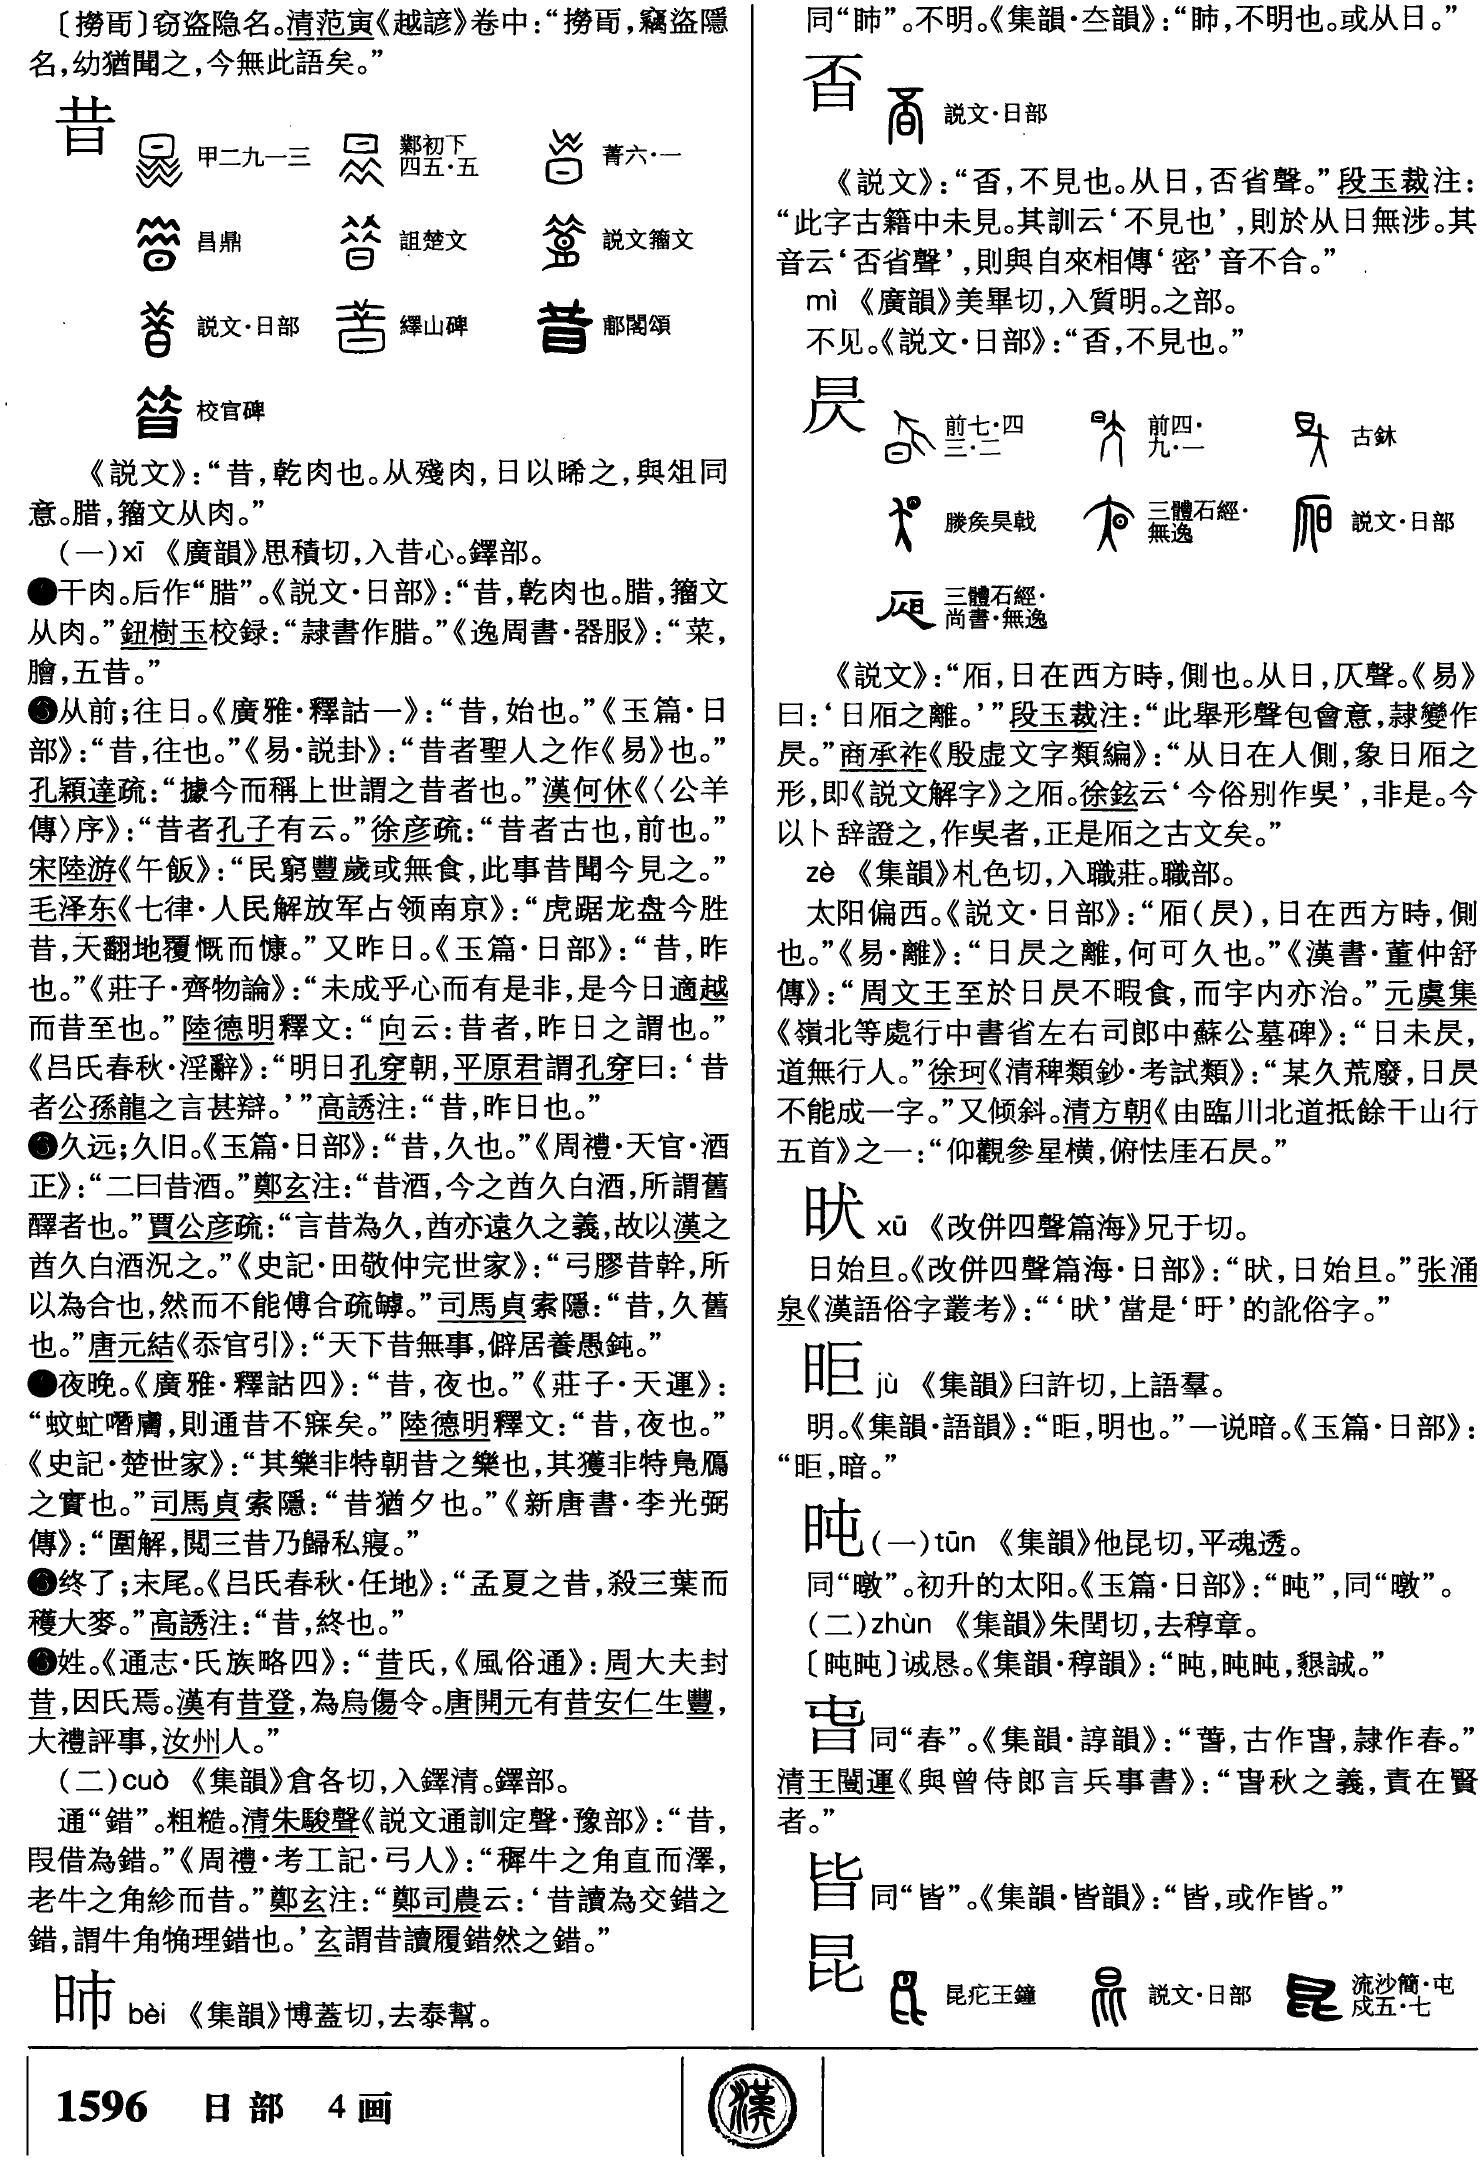 〔撈𦣻〕窃盗隐名。清范寅《越諺》卷中：“撈𦣻，竊盜隱
名，幼猶聞之，今無此語矣。”
昔
甲二九一三
鄴初下
四五·五
菁六·一
昌鼎
詛楚文
説文籀文
説文·日部
繹山碑
郙閣頌
校官碑
《説文》：“昔，乾肉也。从殘肉，日以晞之，與俎同
意。腊，籀文从肉。”
（一）xī 《廣韻》思積切，入昔心。鐸部。
❶干肉。后作“腊”。《説文·日部》：“昔，乾肉也。腊，籀文
从肉。”鈕樹玉校録：“隷書作腊。”《逸周書·器服》：“菜，
膾，五昔。”
❷从前；往日。《廣雅·釋詁一》：“昔，始也。”《玉篇·日
部》：“昔，往也。”《易·説卦》：“昔者聖人之作《易》也。”
孔穎達疏：“據今而稱上世謂之昔者也。”漢何休《〈公羊
傳〉序》：“昔者孔子有云。”徐彦疏：“昔者古也，前也。”
宋陸游《午飯》：“民窮豐歲或無食，此事昔聞今見之。”
毛泽东《七律·人民解放军占领南京》：“虎踞龙盘今胜
昔，天翻地覆慨而慷。”又昨日。《玉篇·日部》：“昔，昨
也。”《莊子·齊物論》：“未成乎心而有是非，是今日適越
而昔至也。”陸德明釋文：“向云：昔者，昨日之謂也。”
《吕氏春秋·淫辭》：“明日孔穿朝，平原君謂孔穿曰：‘昔
者公孫龍之言甚辯。’”高誘注：“昔，昨日也。”
❸久远；久旧。《玉篇·日部》：“昔，久也。”《周禮·天官·酒
正》：“二曰昔酒。”鄭玄注：“昔酒，今之酋久白酒，所謂舊
醳者也。”賈公彦疏：“言昔為久，酋亦遠久之義，故以漢之
酋久白酒況之。”《史記·田敬仲完世家》：“弓膠昔幹，所
以為合也，然而不能傅合疏罅。”司馬貞索隱：“昔，久舊
也。”唐元結《忝官引》：“天下昔無事，僻居養愚鈍。”
❹夜晚。《廣雅·釋詁四》：“昔，夜也。”《莊子·天運》：
“蚊虻噆膚，則通昔不寐矣。”陸德明釋文：“昔，夜也。”
《史記·楚世家》：“其樂非特朝昔之樂也，其獲非特鳧鴈
之實也。”司馬貞索隱：“昔猶夕也。”《新唐書·李光弼
傳》：“圍解，閲三昔乃歸私寢。”
❺终了；末尾。《吕氏春秋·任地》：“孟夏之昔，殺三葉而
穫大麥。”高誘注：“昔，終也。”
❻姓。《通志·氏族略四》：“昔氏，《風俗通》：周大夫封
昔，因氏焉。漢有昔登，為烏傷令。唐開元有昔安仁生豐，
大禮評事，汝州人。”
（二）cuò 《集韻》倉各切，入鐸清。鐸部。
通“錯”。粗糙。清朱駿聲《説文通訓定聲·豫部》：“昔，
叚借為錯。”《周禮·考工記·弓人》：“稺牛之角直而澤，
老牛之角紾而昔。”鄭玄注：“鄭司農云：‘昔讀為交錯之
錯，謂牛角觕理錯也。’玄謂昔讀履錯然之錯。”
昁 bèi 《集韻》博蓋切，去泰幫。
同“䀔”。不明。《集韻·夳韻》：“䀔，不明也。或从日。”
㫘
説文·日部
《説文》：“㫘，不見也。从日，否省聲。”段玉裁注：
“此字古籍中未見。其訓云‘不見也’，則於从日無涉。其
音云‘否省聲’，則與自來相傳‘密’音不合。”
mì 《廣韻》美畢切，入質明。之部。
不见。《説文·日部》：“㫘，不見也。”
昃
前七·四
三·二
前四·
九·一
古鉥
滕矦昊戟
三體石經·
無逸
説文·日部
三體石經·
尚書·無逸
《説文》：“𣅔，日在西方時，側也。从日，仄聲。《易》
曰：‘日𣅔之離。’”段玉裁注：“此舉形聲包會意，隷變作
昃。”商承祚《殷虚文字類編》：“从日在人側，象日𣅔之
形，即《説文解字》之𣅔。徐鉉云‘今俗别作㕦’，非是。今
以卜辞證之，作㕦者，正是𣅔之古文矣。”
zè 《集韻》札色切，入職莊。職部。
太阳偏西。《説文·日部》：“𣅔（昃），日在西方時，側
也。”《易·離》：“日昃之離，何可久也。”《漢書·董仲舒
傳》：“周文王至於日昃不暇食，而宇内亦治。”元虞集
《嶺北等處行中書省左右司郎中蘇公墓碑》：“日未昃，
道無行人。”徐珂《清稗類鈔·考試類》：“某久荒廢，日昃
不能成一字。”又倾斜。清方朝《由臨川北道抵餘干山行
五首》之一：“仰觀參星横，俯怯厓石昃。”
㫲 xū 《改併四聲篇海》兄于切。
日始旦。《改併四聲篇海·日部》：“㫲，日始旦。”张涌
泉《漢語俗字叢考》：“‘㫲’當是‘旴’的訛俗字。”
昛 jù 《集韻》臼許切，上語羣。
明。《集韻·語韻》：“昛，明也。”一说暗。《玉篇·日部》：
“昛，暗。”
旽（一）tūn 《集韻》他昆切，平魂透。
同“暾”。初升的太阳。《玉篇·日部》：“旽”，同“暾”。
（二）zhùn 《集韻》朱閏切，去稕章。
〔旽旽〕诚恳。《集韻·稕韻》：“旽，旽旽，懇誠。”
旾同“春”。《集韻·諄韻》：“萅，古作旾，隷作春。”
清王闓運《與曾侍郎言兵事書》：“旾秋之義，責在賢
者。”
㫮同“皆”。《集韻·皆韻》：“皆，或作㫮。”
昆
昆疕王鐘
説文·日部
流沙簡·屯
戍五·七
1596 日部 4画
漢